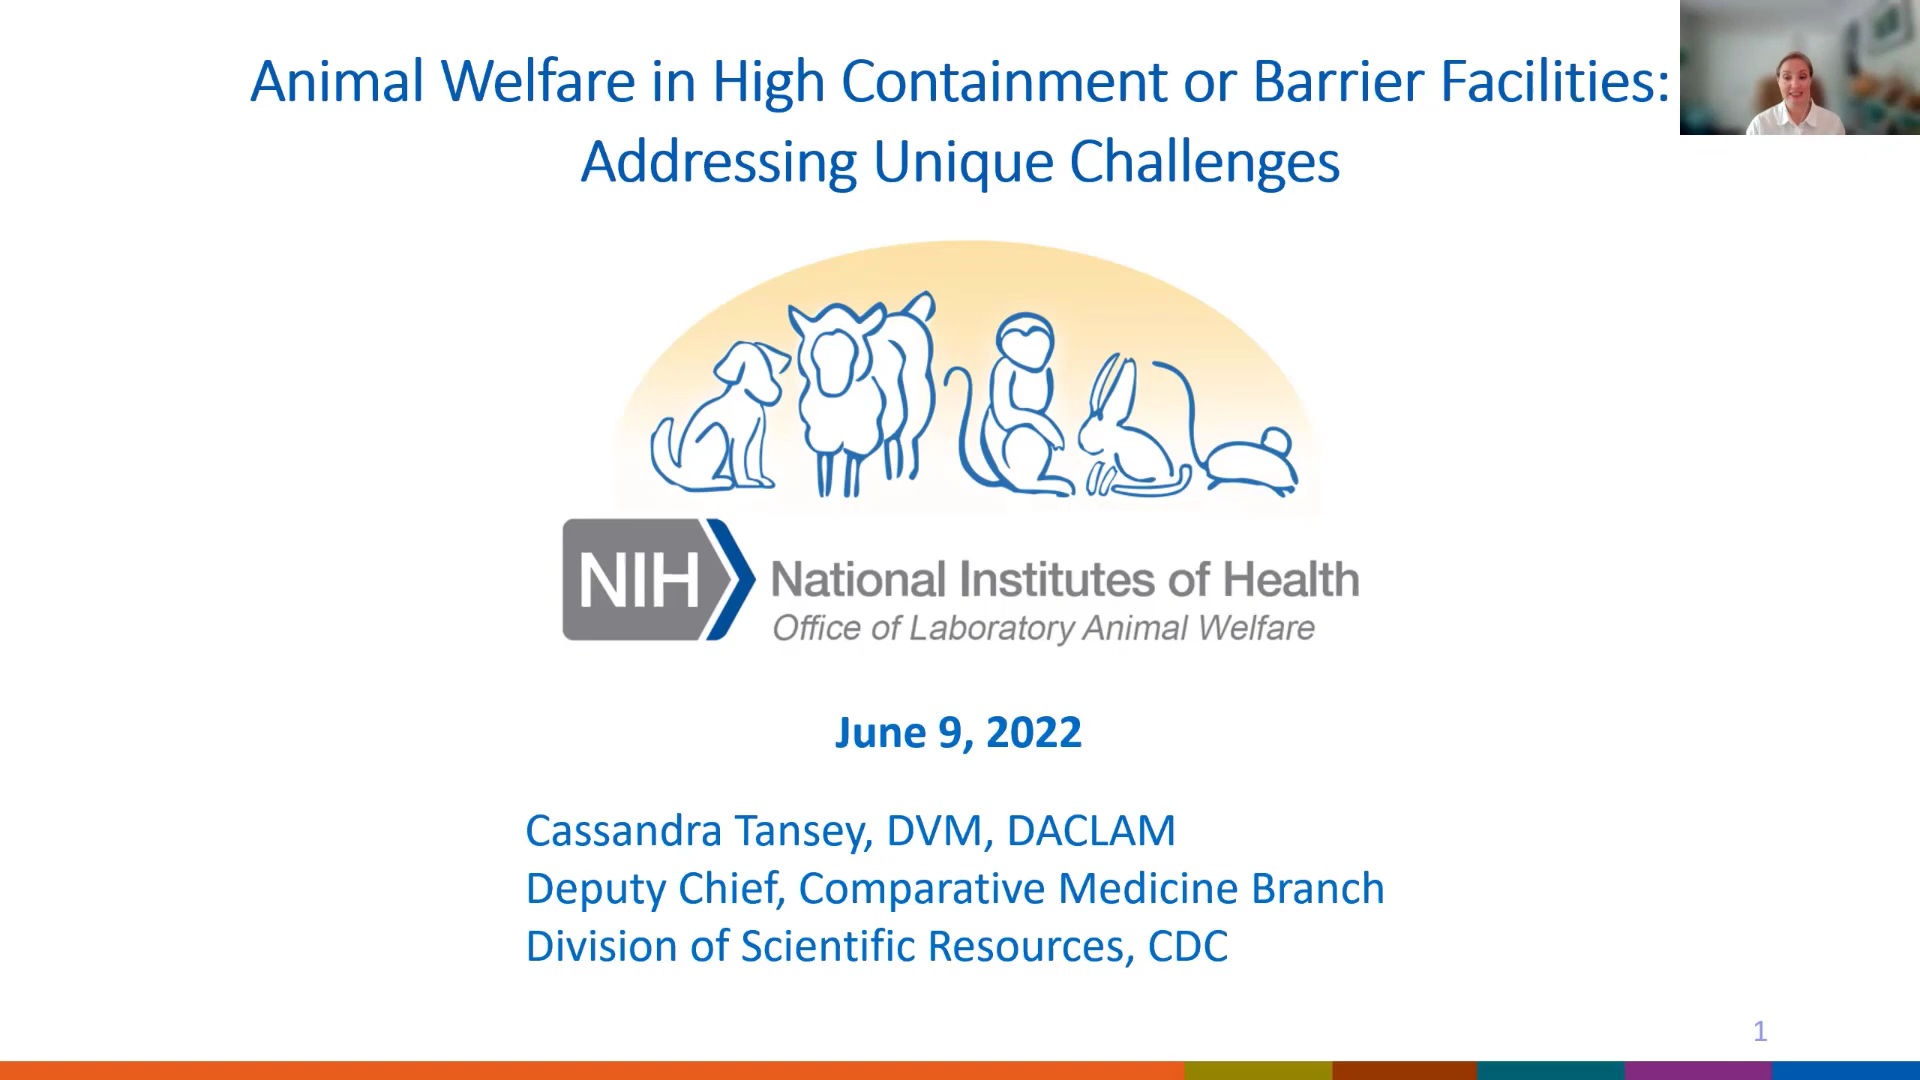 Animal Welfare in High Containment or Barrier Facilities:
Addressing Unique Challenges
NIH
National Institutes of Health
Office of Laboratory Animal Welfare
June 9, 2022
Cassandra Tansey, DVM, DACLAM
Deputy Chief, Comparative Medicine Branch
Division of Scientific Resources, CDC
1